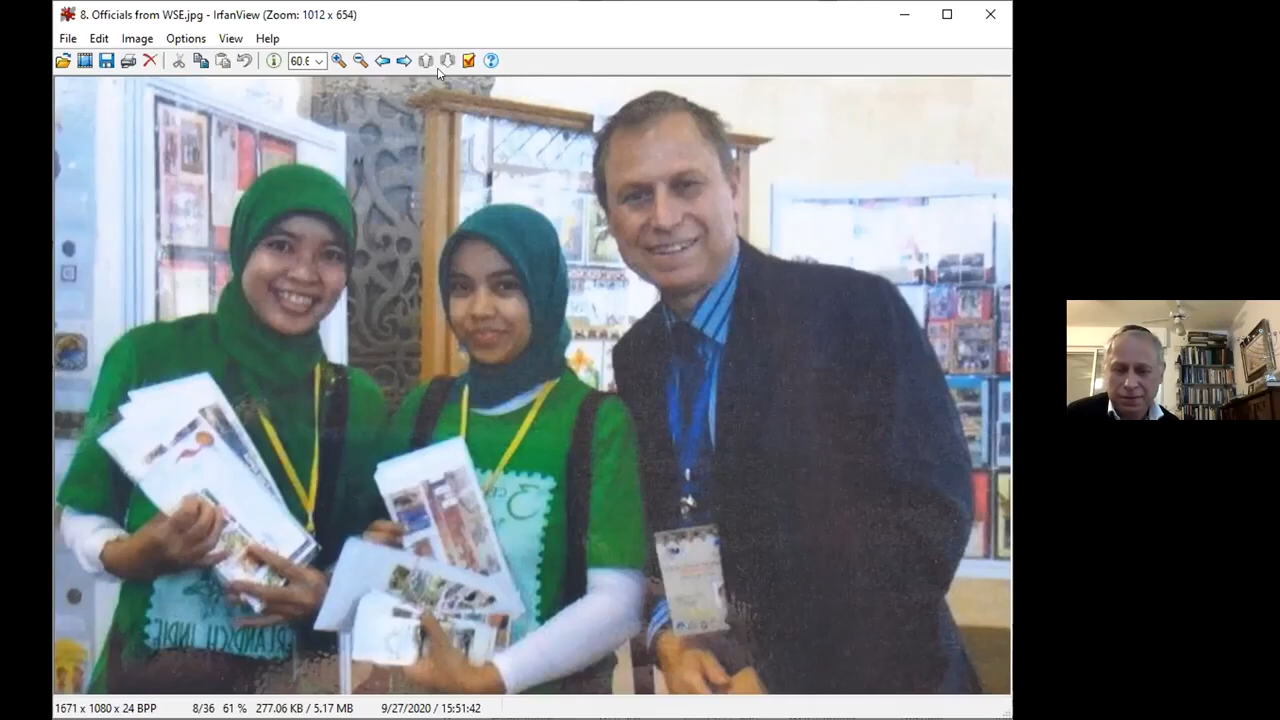 8. Officials from WSE.jpg - IrfanView (Zoom: 1012 x 654)
File Edit Image Options View Help
60.6
3
1671 x 1080 x 24 BPP 8/36 61 % 277.06 KB / 5.17 MB 9/27/2020 / 15:51:42